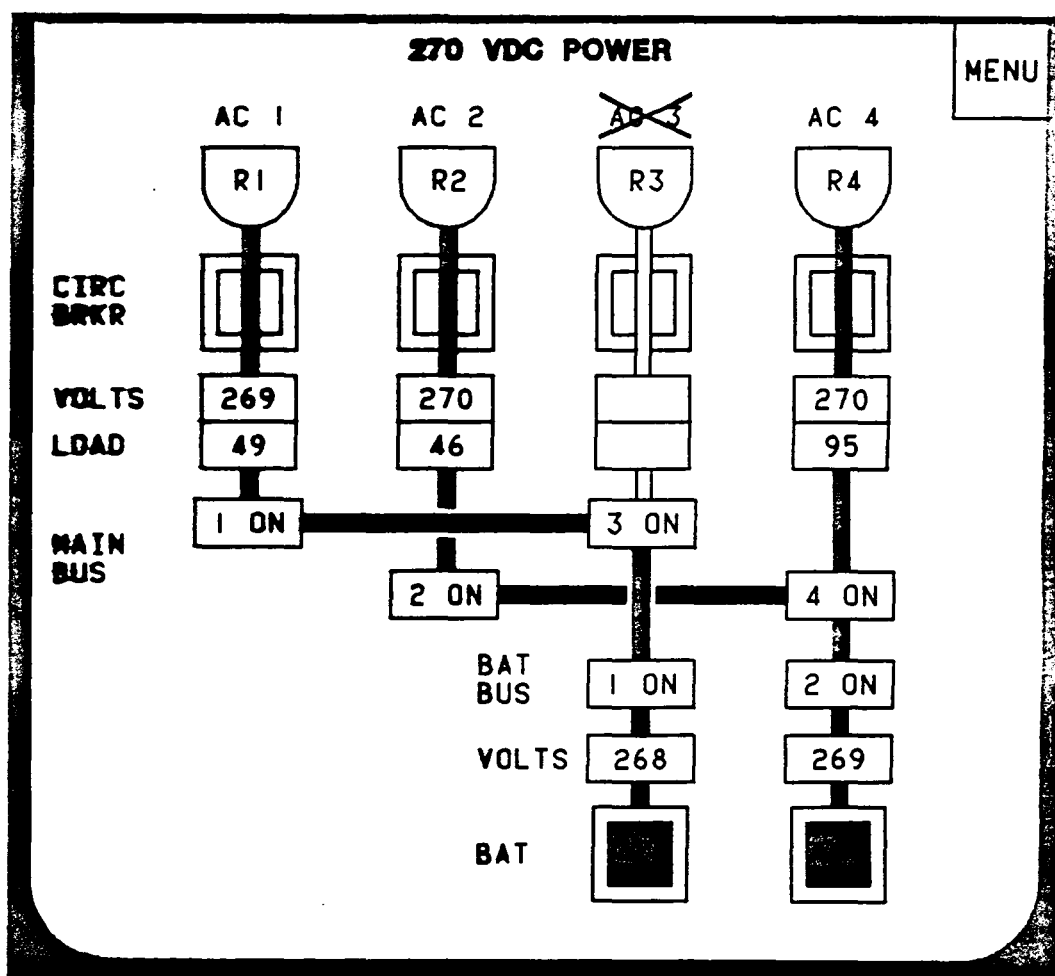 270 VDC POWER
MENU
AC 1 AC 2 AC 3 AC 4
R1 R2 R3 R4
CIRC
BRKR
VOLTS 269 270 270
LOAD 49 46 95
1 ON 3 ON
MAIN
BUS
2 ON 4 ON
BAT
BUS
1 ON 2 ON
VOLTS 268 269
BAT